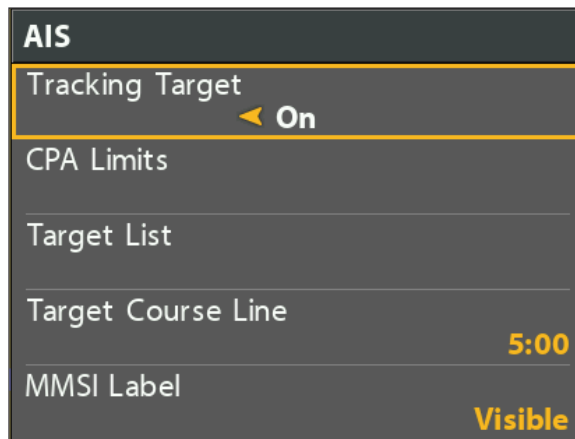 AIS
Tracking Target
On
CPA Limits
Target List
Target Course Line
5:00
MMSI Label
Visible